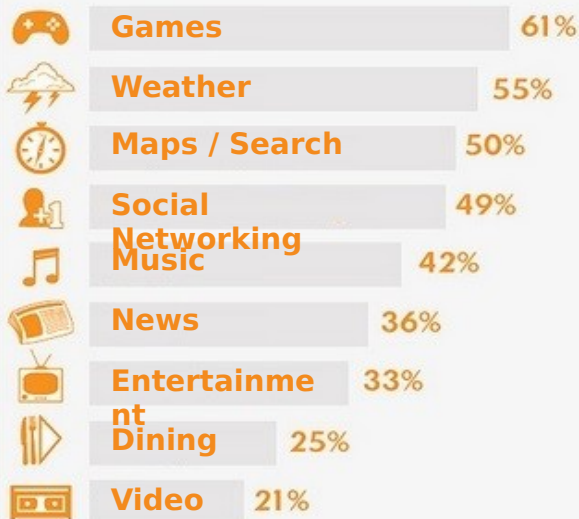 Games 61%
Weather 55%
Maps / Search 50%
Social 49%
Networking
Music 42%
News 36%
Entertainme 33%
nt
Dining 25%
Video 21%
+1